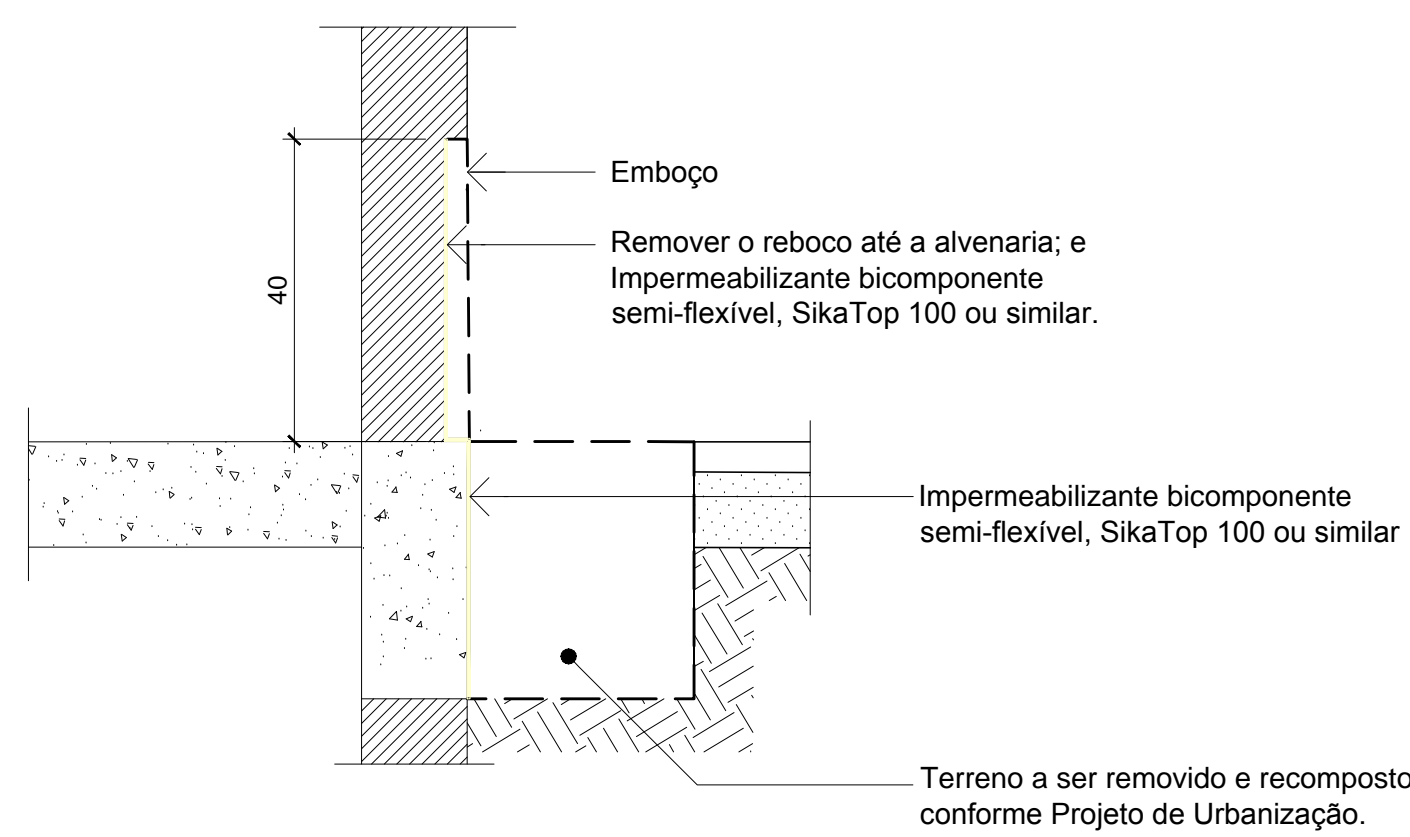 Emboço
Remover o reboco até a alvenaria; e
Impermeabilizante bicomponente
semi-flexível, SikaTop 100 ou similar.
40
Impermeabilizante bicomponente
semi-flexível, SikaTop 100 ou similar
Terreno a ser removido e recomposto
conforme Projeto de Urbanização.